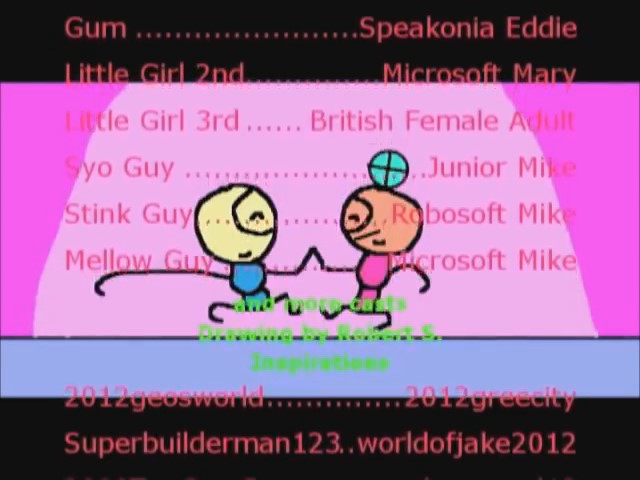 Gum ........................Speakonia Eddie
Little Girl 2nd..............Microsoft Mary
Little Girl 3rd ...... British Female Adult
Syo Guy ..........................Junior Mike
Stink Guy.....................Robosoft Mike
Mellow Guy .................Microsoft Mike
and more casts
Drawing by Robert S.
Inspirations
2012geosworld...............2012greecity
Superbuilderman123..worldofjake2012